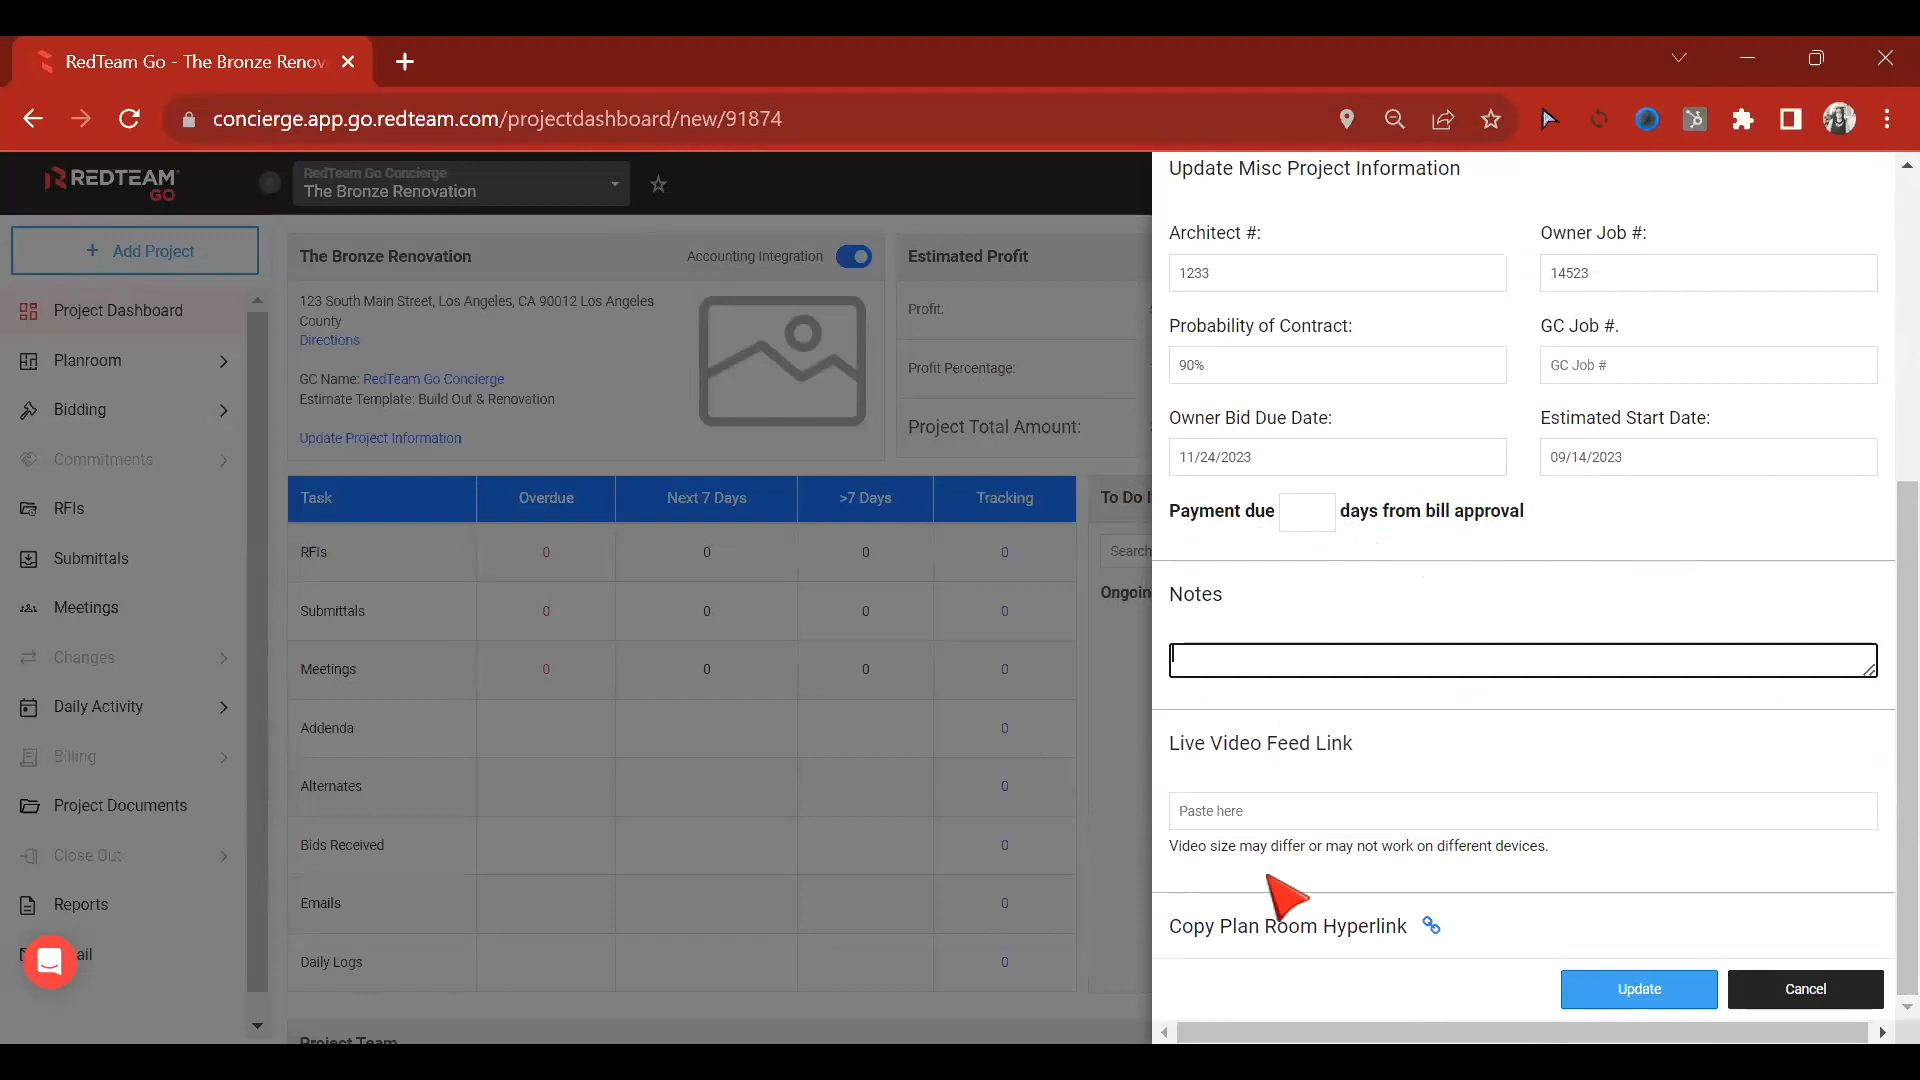 RedTeam Go - The Bronze Renov
concierge.app.go.redteam.com/projectdashboard/new/91874
REDTEAM
GO
RedTeam Go Concierge
The Bronze Renovation
+ Add Project
Project Dashboard
Planroom
Bidding
Commitments
RFIs
Submittals
Meetings
Changes
Daily Activity
Billing
Project Documents
Close Out
Reports
ail
The Bronze Renovation
Accounting Integration
123 South Main Street, Los Angeles, CA 90012 Los Angeles
County
Directions
GC Name: RedTeam Go Concierge
Estimate Template: Build Out & Renovation
Update Project Information
Estimated Profit
Profit:
Profit Percentage:
Project Total Amount:
Task Overdue Next 7 Days >7 Days Tracking
RFIs 0 0 0 0
Submittals 0 0 0 0
Meetings 0 0 0 0
Addenda 0
Alternates 0
Bids Received 0
Emails 0
Daily Logs 0
To Do I
Search
Ongoin
Project Team
Update Misc Project Information
Architect #: Owner Job #:
1233 14523
Probability of Contract: GC Job #.
90% GC Job #
Owner Bid Due Date: Estimated Start Date:
11/24/2023 09/14/2023
Payment due days from bill approval
Notes
Live Video Feed Link
Paste here
Video size may differ or may not work on different devices.
Copy Plan Room Hyperlink
Update Cancel